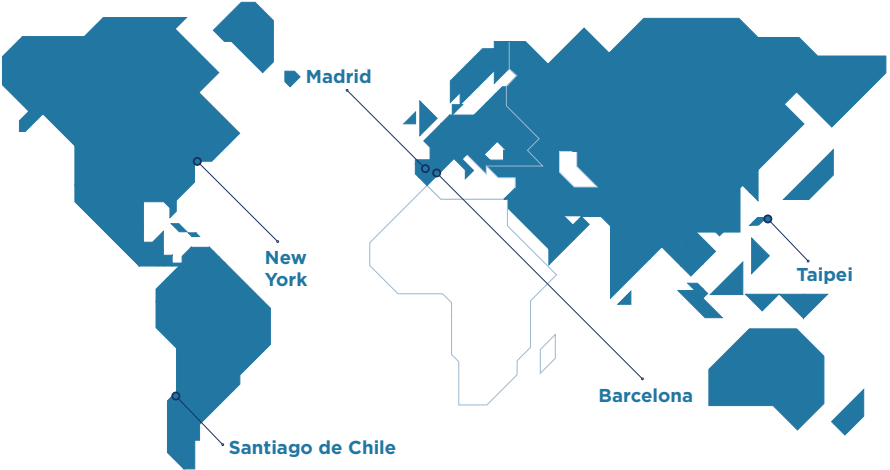 Madrid
New
York
Taipei
Barcelona
Santiago de Chile